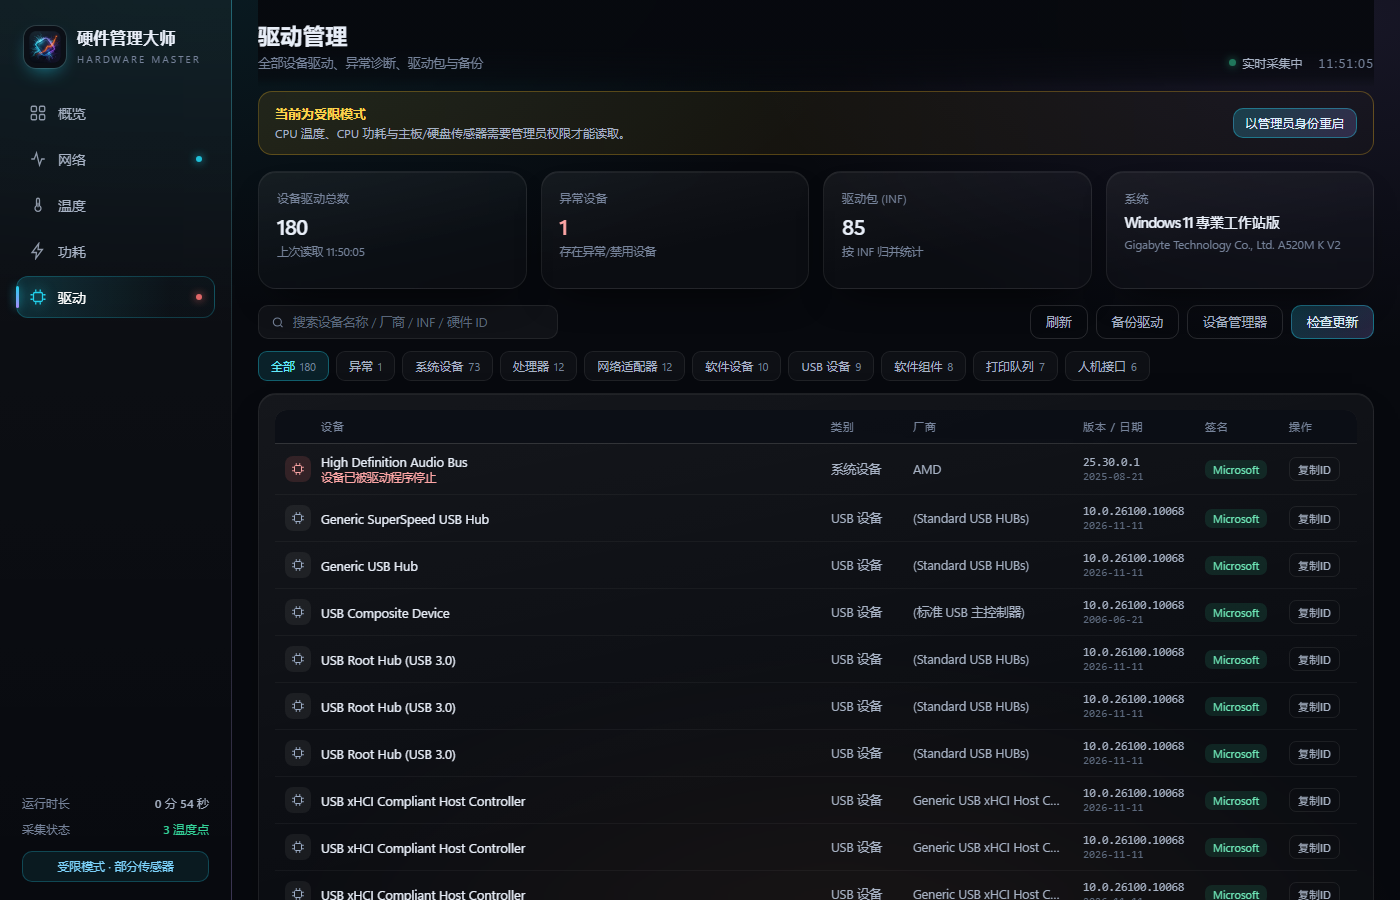 硬件管理大师
HARDWARE MASTER
概览
网络
温度
功耗
驱动
运行时长 0 分 54 秒
采集状态 3 温度点
受限模式 · 部分传感器
驱动管理
全部设备驱动、异常诊断、驱动包与备份
实时采集中 11:51:05
当前为受限模式
CPU 温度、CPU 功耗与主板/硬盘传感器需要管理员权限才能读取。
以管理员身份重启
设备驱动总数
180
上次读取 11:50:05
异常设备
1
存在异常/禁用设备
驱动包 (INF)
85
按 INF 归并统计
系统
Windows 11 專業工作站版
Gigabyte Technology Co., Ltd. A520M K V2
搜索设备名称 / 厂商 / INF / 硬件 ID
刷新 备份驱动 设备管理器 检查更新
全部 180 异常 1 系统设备 73 处理器 12 网络适配器 12 软件设备 10 USB 设备 9 软件组件 8 打印队列 7 人机接口 6
设备 类别 厂商 版本 / 日期 签名 操作
High Definition Audio Bus
设备已被驱动程序停止
系统设备 AMD
25.30.0.1
2025-08-21
Microsoft 复制ID
Generic SuperSpeed USB Hub USB 设备 (Standard USB HUBs)
10.0.26100.10068
2026-11-11
Microsoft 复制ID
Generic USB Hub USB 设备 (Standard USB HUBs)
10.0.26100.10068
2026-11-11
Microsoft 复制ID
USB Composite Device USB 设备 (标准 USB 主控制器)
10.0.26100.10068
2006-06-21
Microsoft 复制ID
USB Root Hub (USB 3.0) USB 设备 (Standard USB HUBs)
10.0.26100.10068
2026-11-11
Microsoft 复制ID
USB Root Hub (USB 3.0) USB 设备 (Standard USB HUBs)
10.0.26100.10068
2026-11-11
Microsoft 复制ID
USB Root Hub (USB 3.0) USB 设备 (Standard USB HUBs)
10.0.26100.10068
2026-11-11
Microsoft 复制ID
USB xHCI Compliant Host Controller USB 设备 Generic USB xHCI Host C...
10.0.26100.10068
2026-11-11
Microsoft 复制ID
USB xHCI Compliant Host Controller USB 设备 Generic USB xHCI Host C...
10.0.26100.10068
2026-11-11
Microsoft 复制ID
USB xHCI Compliant Host Controller USB 设备 Generic USB xHCI Host C...
10.0.26100.10068
Microsoft 复制ID